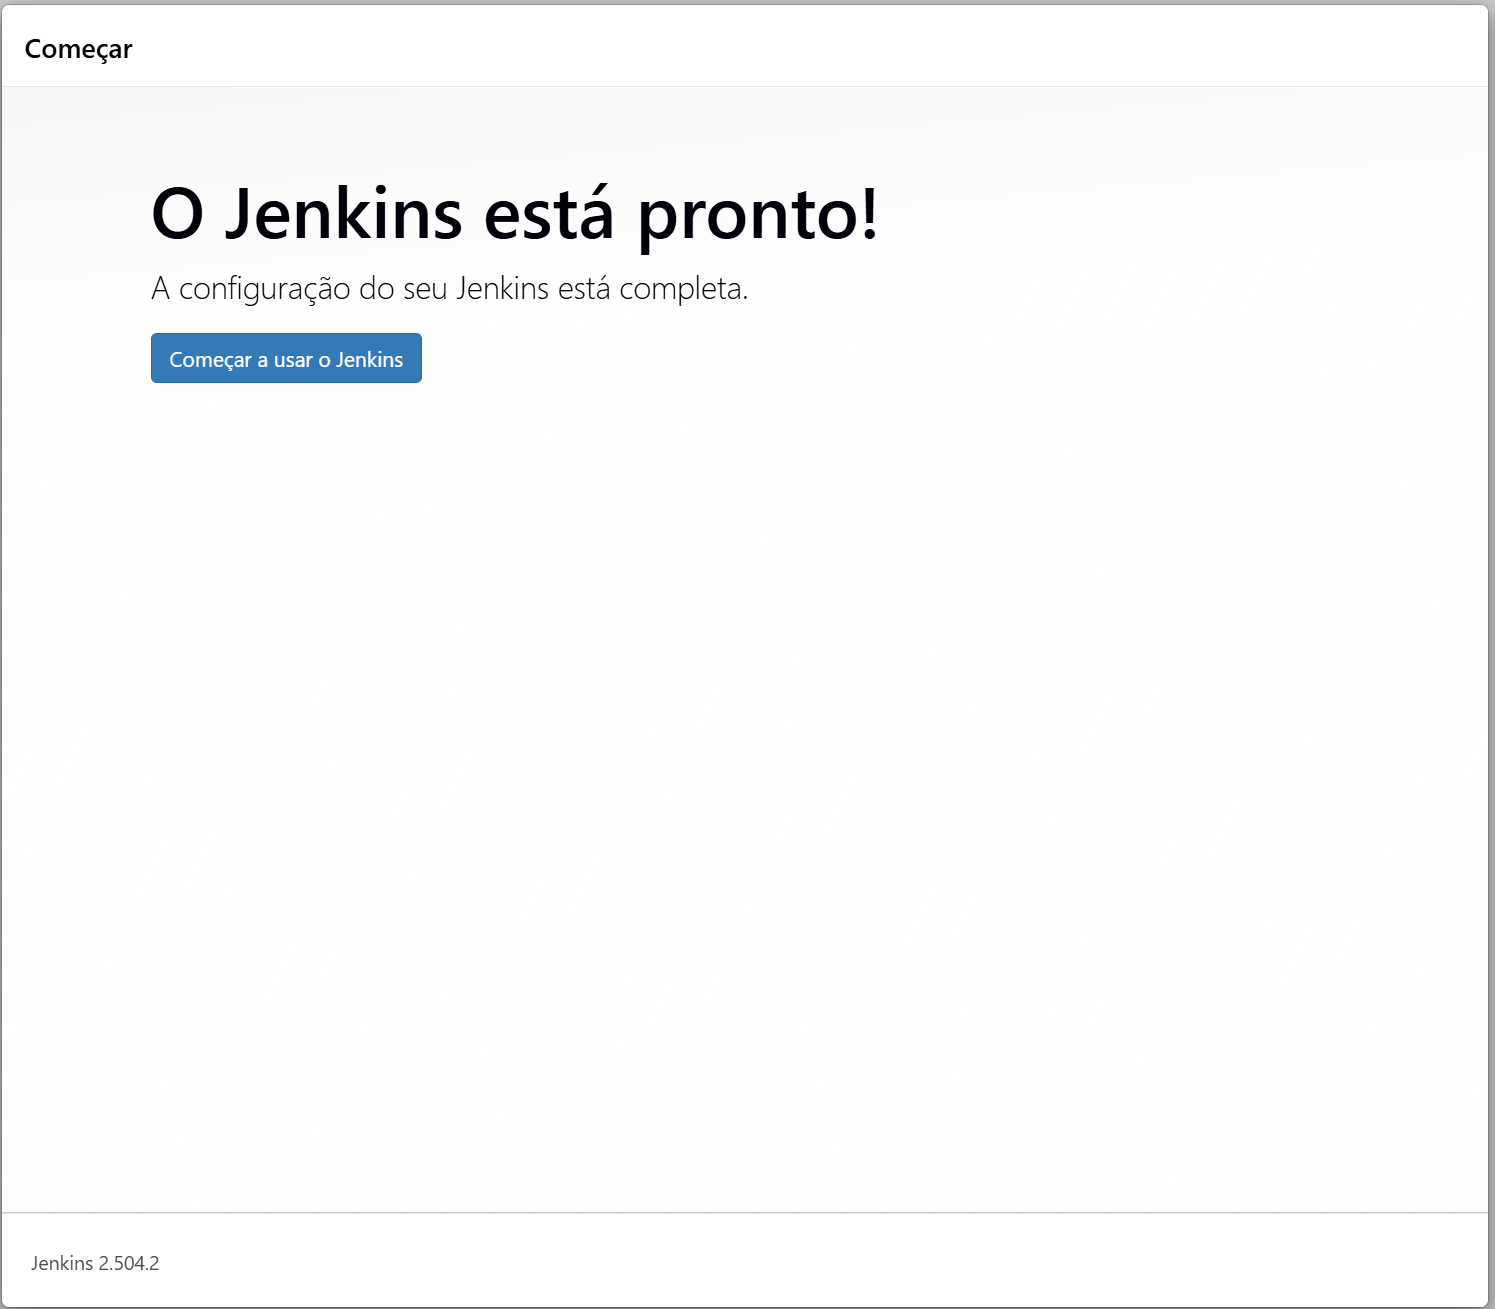 Começar
O Jenkins está pronto!
A configuração do seu Jenkins está completa.
Começar a usar o Jenkins
Jenkins 2.504.2